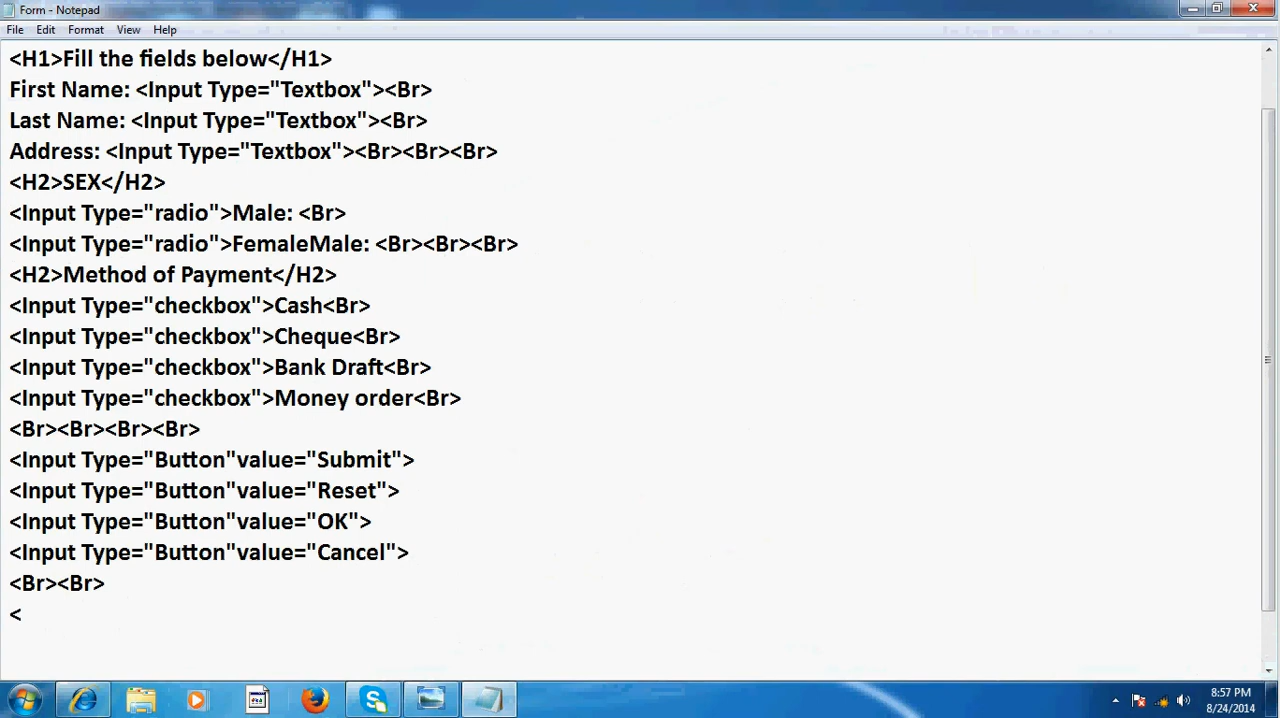 Form - Notepad
File Edit Format View Help
<H1>Fill the fields below</H1>
First Name: <Input Type="Textbox"><Br>
Last Name: <Input Type="Textbox"><Br>
Address: <Input Type="Textbox"><Br><Br><Br>
<H2>SEX</H2>
<Input Type="radio">Male: <Br>
<Input Type="radio">FemaleMale: <Br><Br><Br>
<H2>Method of Payment</H2>
<Input Type="checkbox">Cash<Br>
<Input Type="checkbox">Cheque<Br>
<Input Type="checkbox">Bank Draft<Br>
<Input Type="checkbox">Money order<Br>
<Br><Br><Br><Br>
<Input Type="Button"value="Submit">
<Input Type="Button"value="Reset">
<Input Type="Button"value="OK">
<Input Type="Button"value="Cancel">
<Br><Br>
<
8:57 PM
8/24/2014